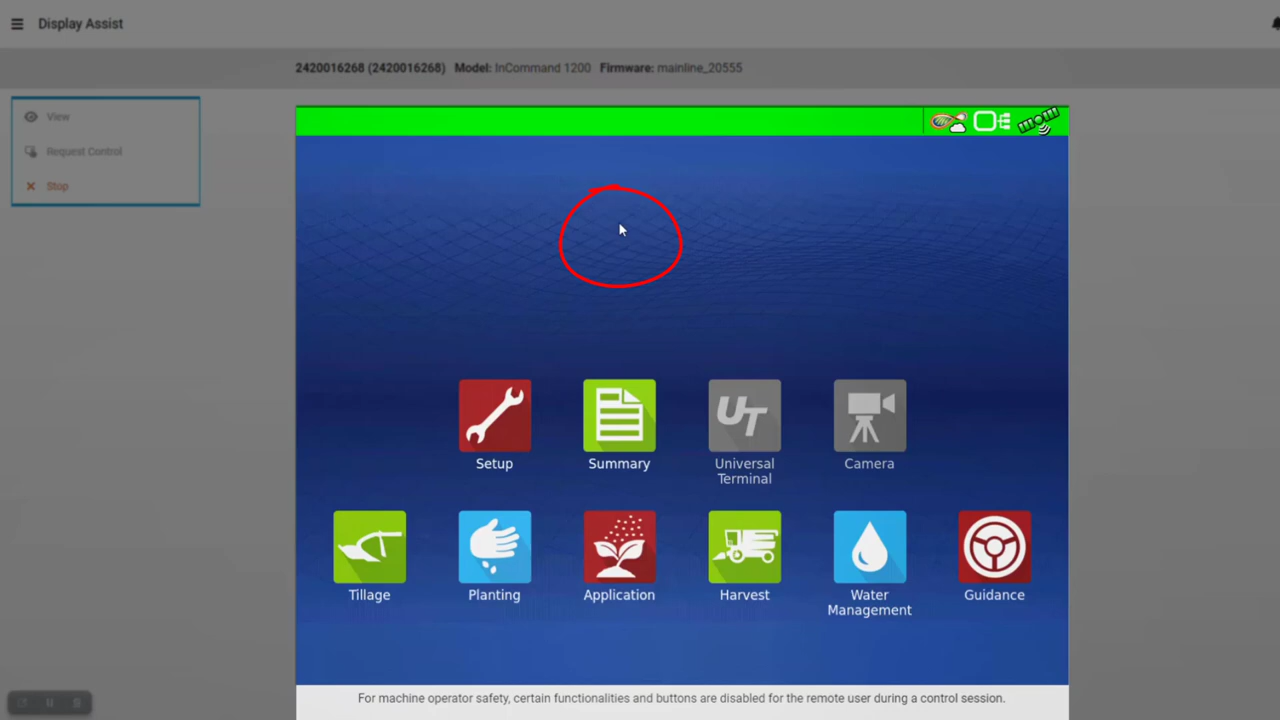 Display Assist
2420016268 (2420016268) Model: InCommand 1200 Firmware: mainline_20555
View
Request Control
Stop
UT
Setup
Summary
Universal
Terminal
Camera
Tillage
Planting
Application
Harvest
Water
Management
Guidance
For machine operator safety, certain functionalities and buttons are disabled for the remote user during a control session.